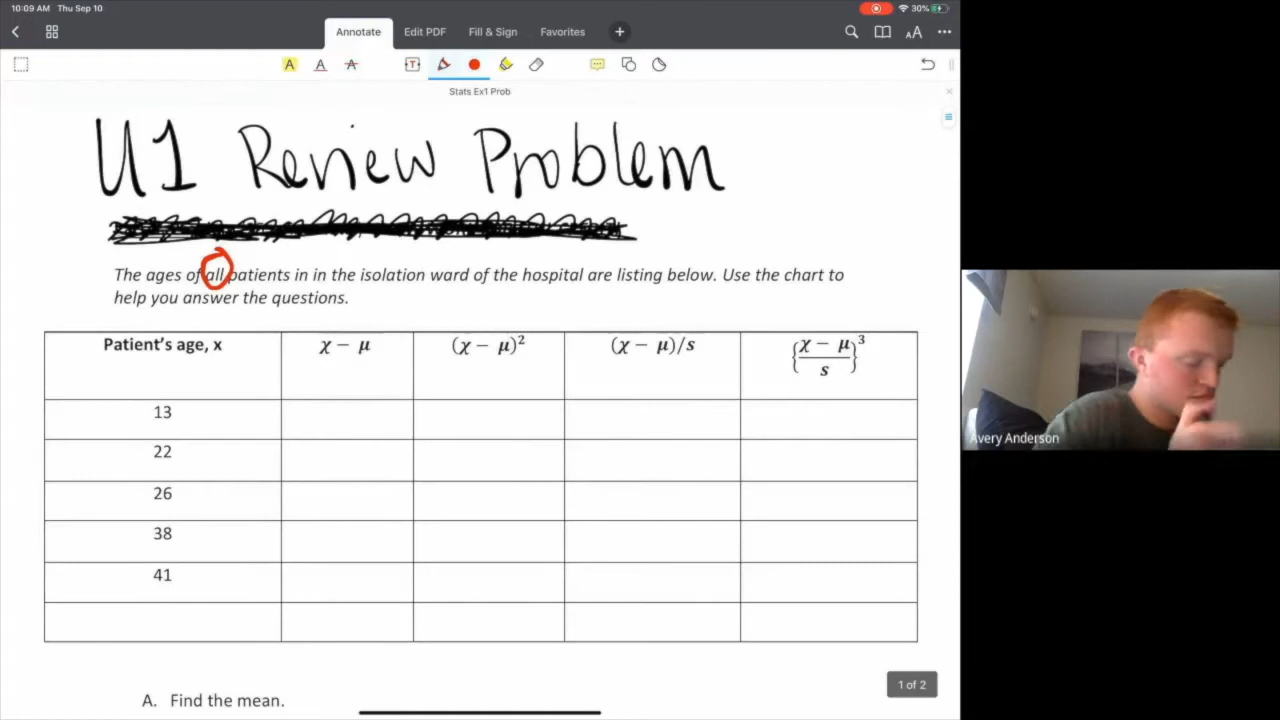 10:09 AM Thu Sep 10
30%
Annotate Edit PDF Fill & Sign Favorites +
AA
A A A T
Stats Ex1 Prob
U1 Review Problem
The ages of all patients in in the isolation ward of the hospital are listing below. Use the chart to
help you answer the questions.
Patient's age, x χ − μ (χ − μ)² (χ − μ)/s {(χ − μ)/s}³
13
22
26
38
41
A. Find the mean.
1 of 2
Avery Anderson